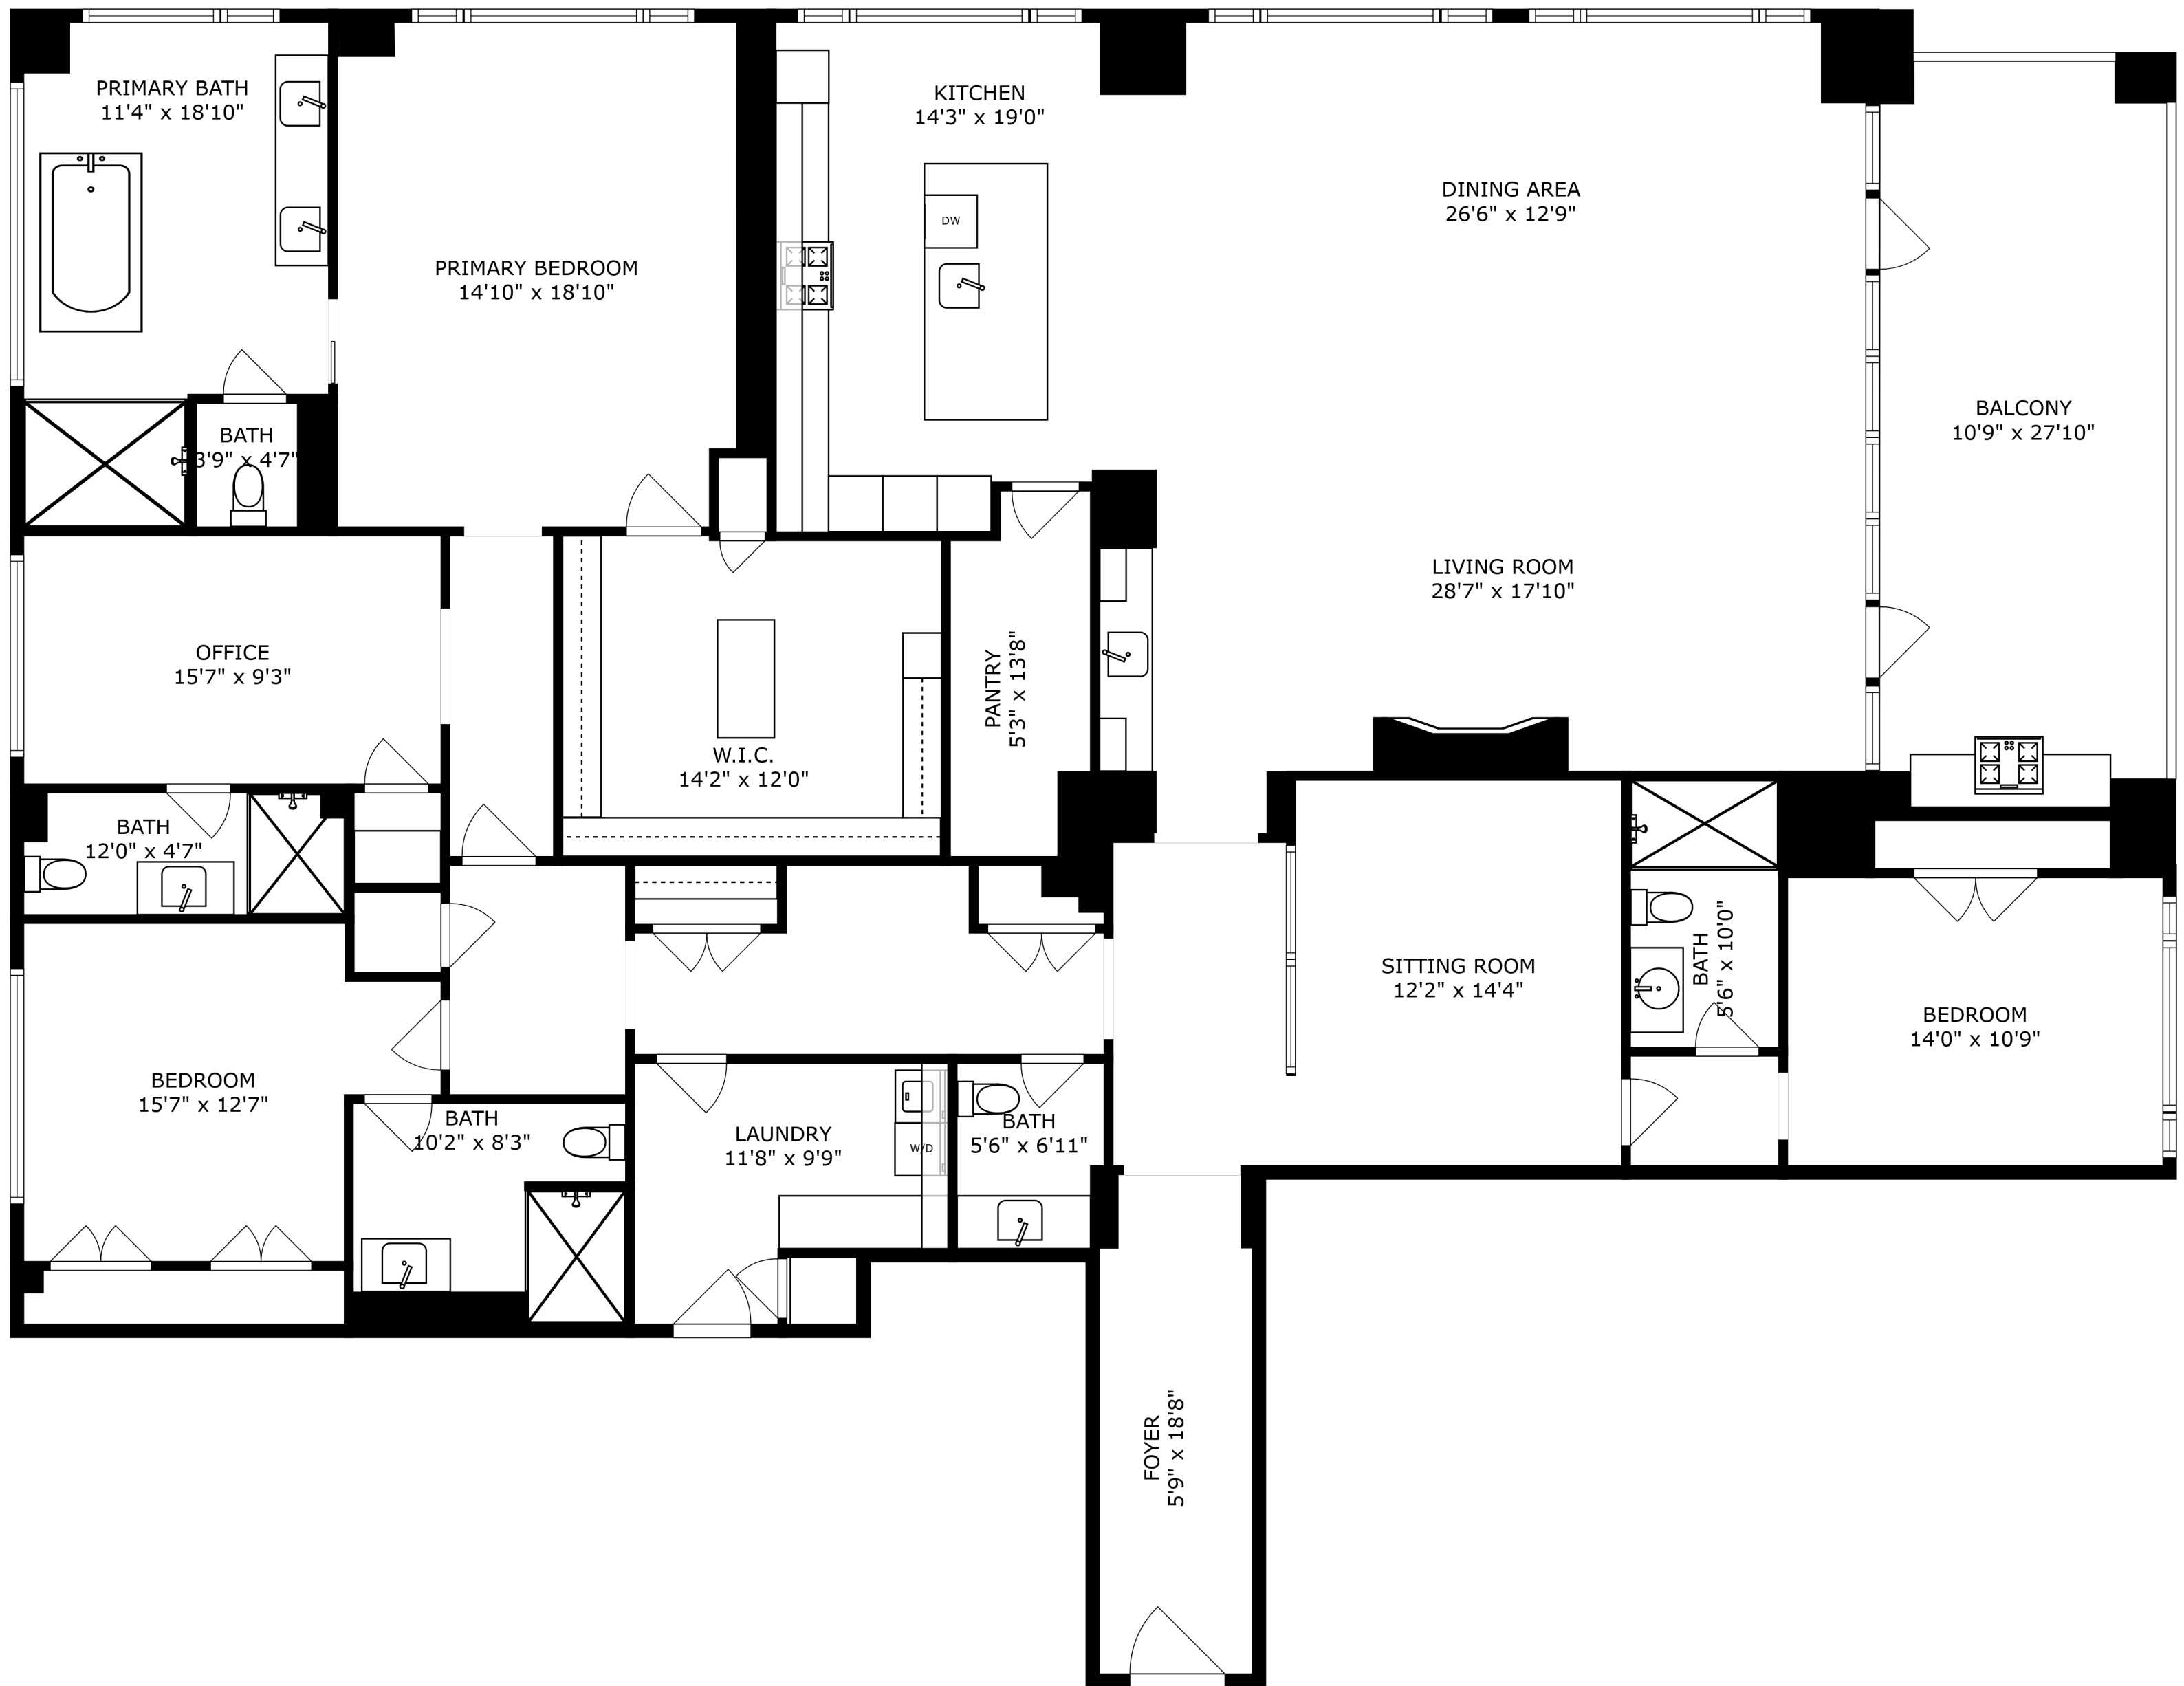 PRIMARY BATH
11'4" x 18'10"
KITCHEN
14'3" x 19'0"
DINING AREA
26'6" x 12'9"
DW
PRIMARY BEDROOM
14'10" x 18'10"
BALCONY
10'9" x 27'10"
BATH
3'9" x 4'7"
LIVING ROOM
28'7" x 17'10"
OFFICE
15'7" x 9'3"
PANTRY
5'3" x 13'8"
W.I.C.
14'2" x 12'0"
BATH
12'0" x 4'7"
SITTING ROOM
12'2" x 14'4"
BATH
5'6" x 10'0"
BEDROOM
14'0" x 10'9"
BEDROOM
15'7" x 12'7"
BATH
10'2" x 8'3"
LAUNDRY
11'8" x 9'9"
W/D
BATH
5'6" x 6'11"
FOYER
5'9" x 18'8"